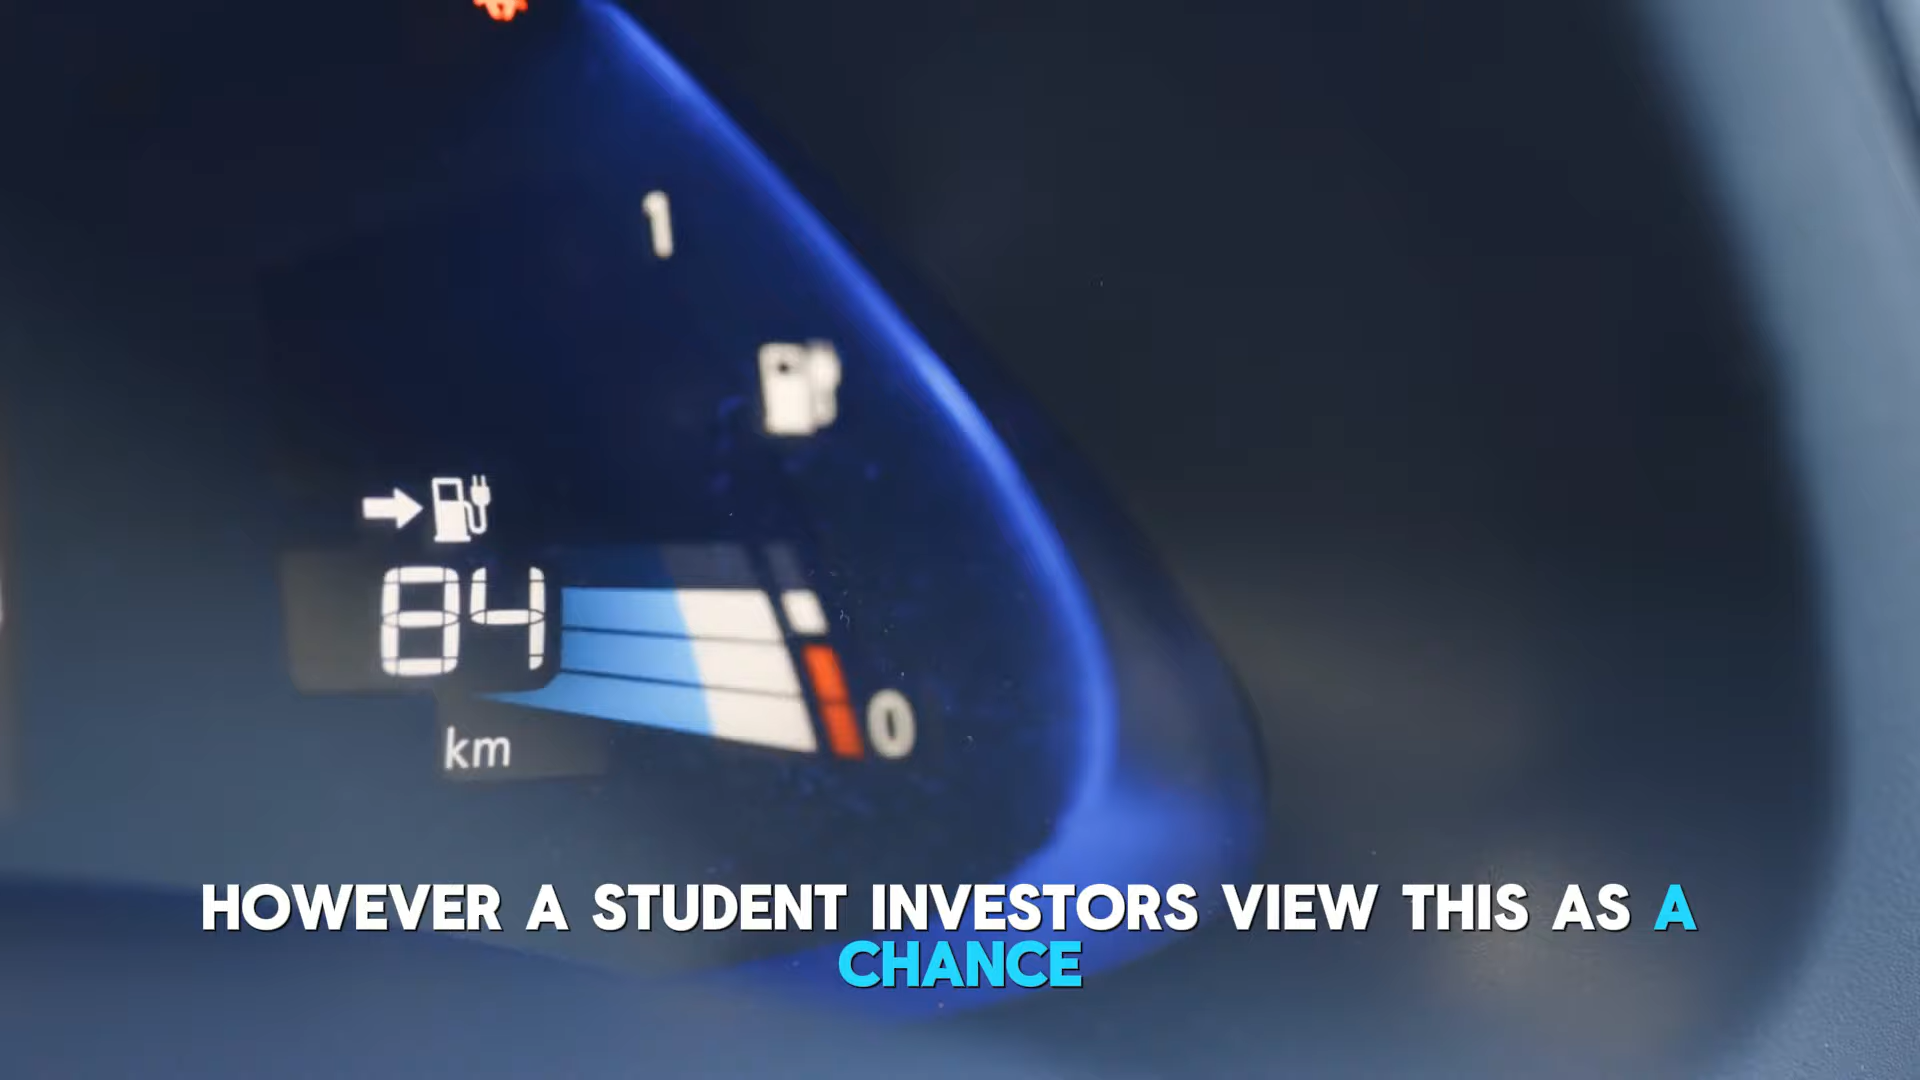 1
84
km
0
HOWEVER A STUDENT INVESTORS VIEW THIS AS A
CHANCE